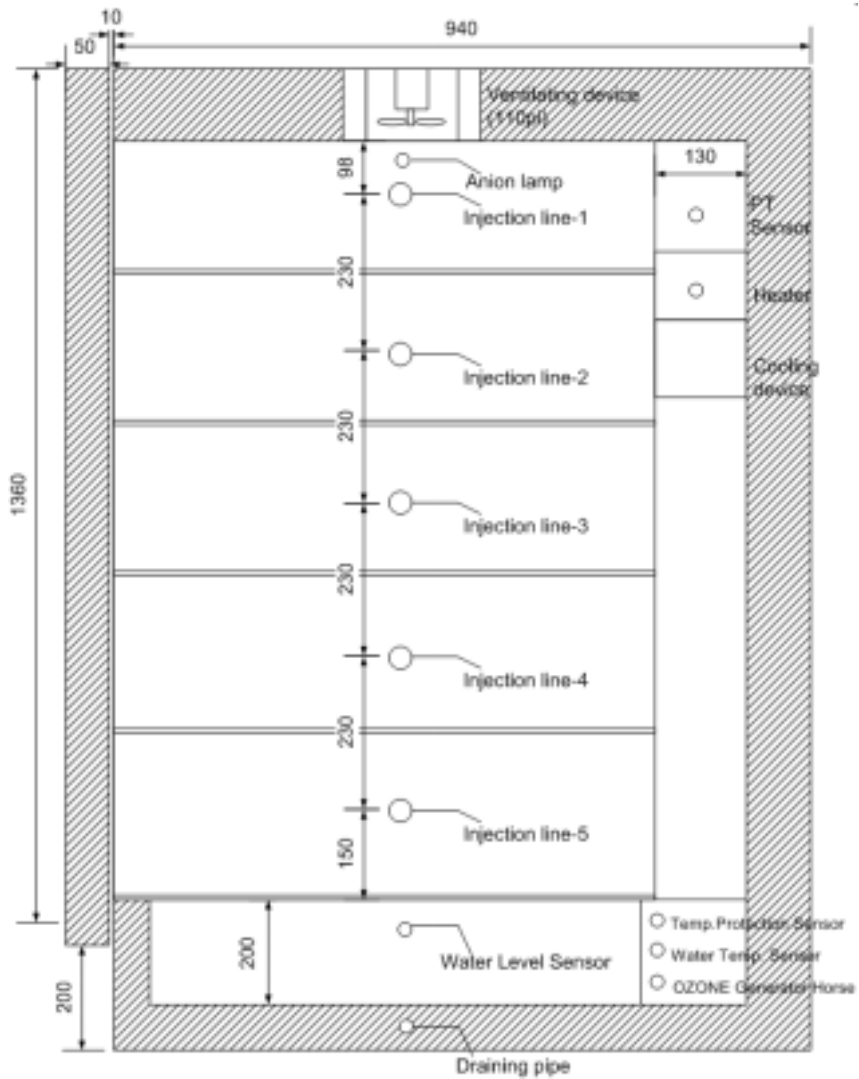 10
940
50
Ventilating device
(110pi)
98
130
Anion lamp
PT
Sensor
Injection line-1
230
Heater
Injection line-2
Cooling
device
230
1360
Injection line-3
230
Injection line-4
230
Injection line-5
150
Temp.Protection Sensor
200
Water Level Sensor
Water Temp. Sensor
OZONE Generator Horse
200
Draining pipe